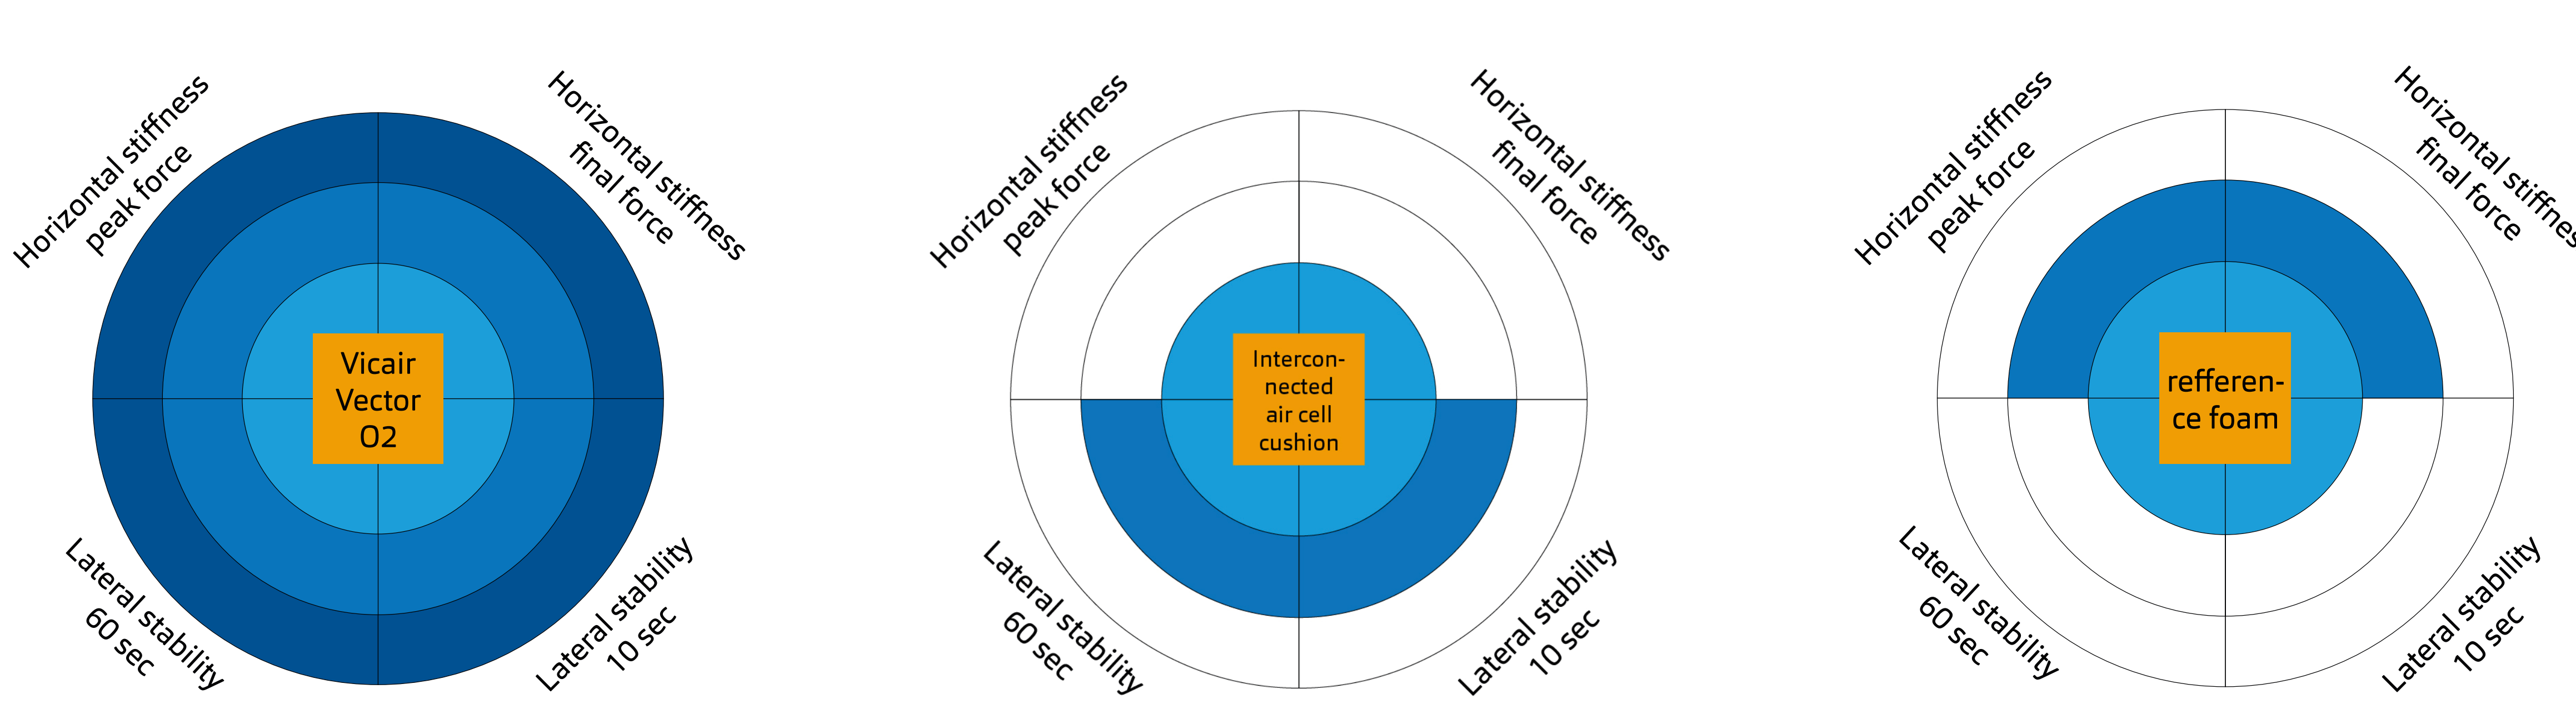 Horizontal stiffness
peak force
Horizontal stiffness
final force
Vicair
Vector
O2
Lateral stability
60 sec
Lateral stability
10 sec
Horizontal stiffness
peak force
Horizontal stiffness
final force
Intercon-
nected
air cell
cushion
Lateral stability
60 sec
Lateral stability
10 sec
Horizontal stiffness
peak force
Horizontal stiffnes
final force
refferen-
ce foam
Lateral stability
60 sec
Lateral stability
10 sec